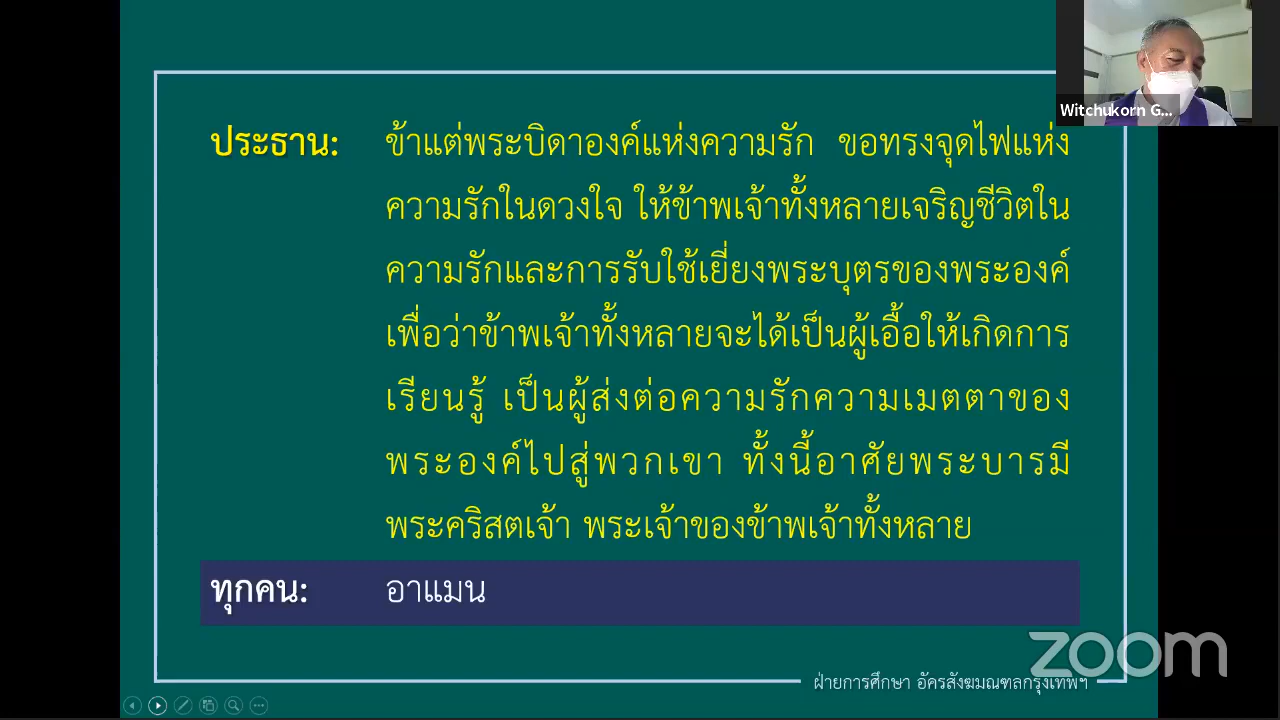 Witchukorn G...
ประธาน: ข้าแต่พระบิดาองค์แห่งความรัก ขอทรงจุดไฟแห่ง
ความรักในดวงใจ ให้ข้าพเจ้าทั้งหลายเจริญชีวิตใน
ความรักและการรับใช้เยี่ยงพระบุตรของพระองค์
เพื่อว่าข้าพเจ้าทั้งหลายจะได้เป็นผู้เอื้อให้เกิดการ
เรียนรู้ เป็นผู้ส่งต่อความรักความเมตตาของ
พระองค์ไปสู่พวกเขา ทั้งนี้อาศัยพระบารมี
พระคริสตเจ้า พระเจ้าของข้าพเจ้าทั้งหลาย
ทุกคน: อาแมน
zoom
ฝ่ายการศึกษา อัครสังฆมณฑลกรุงเทพฯ